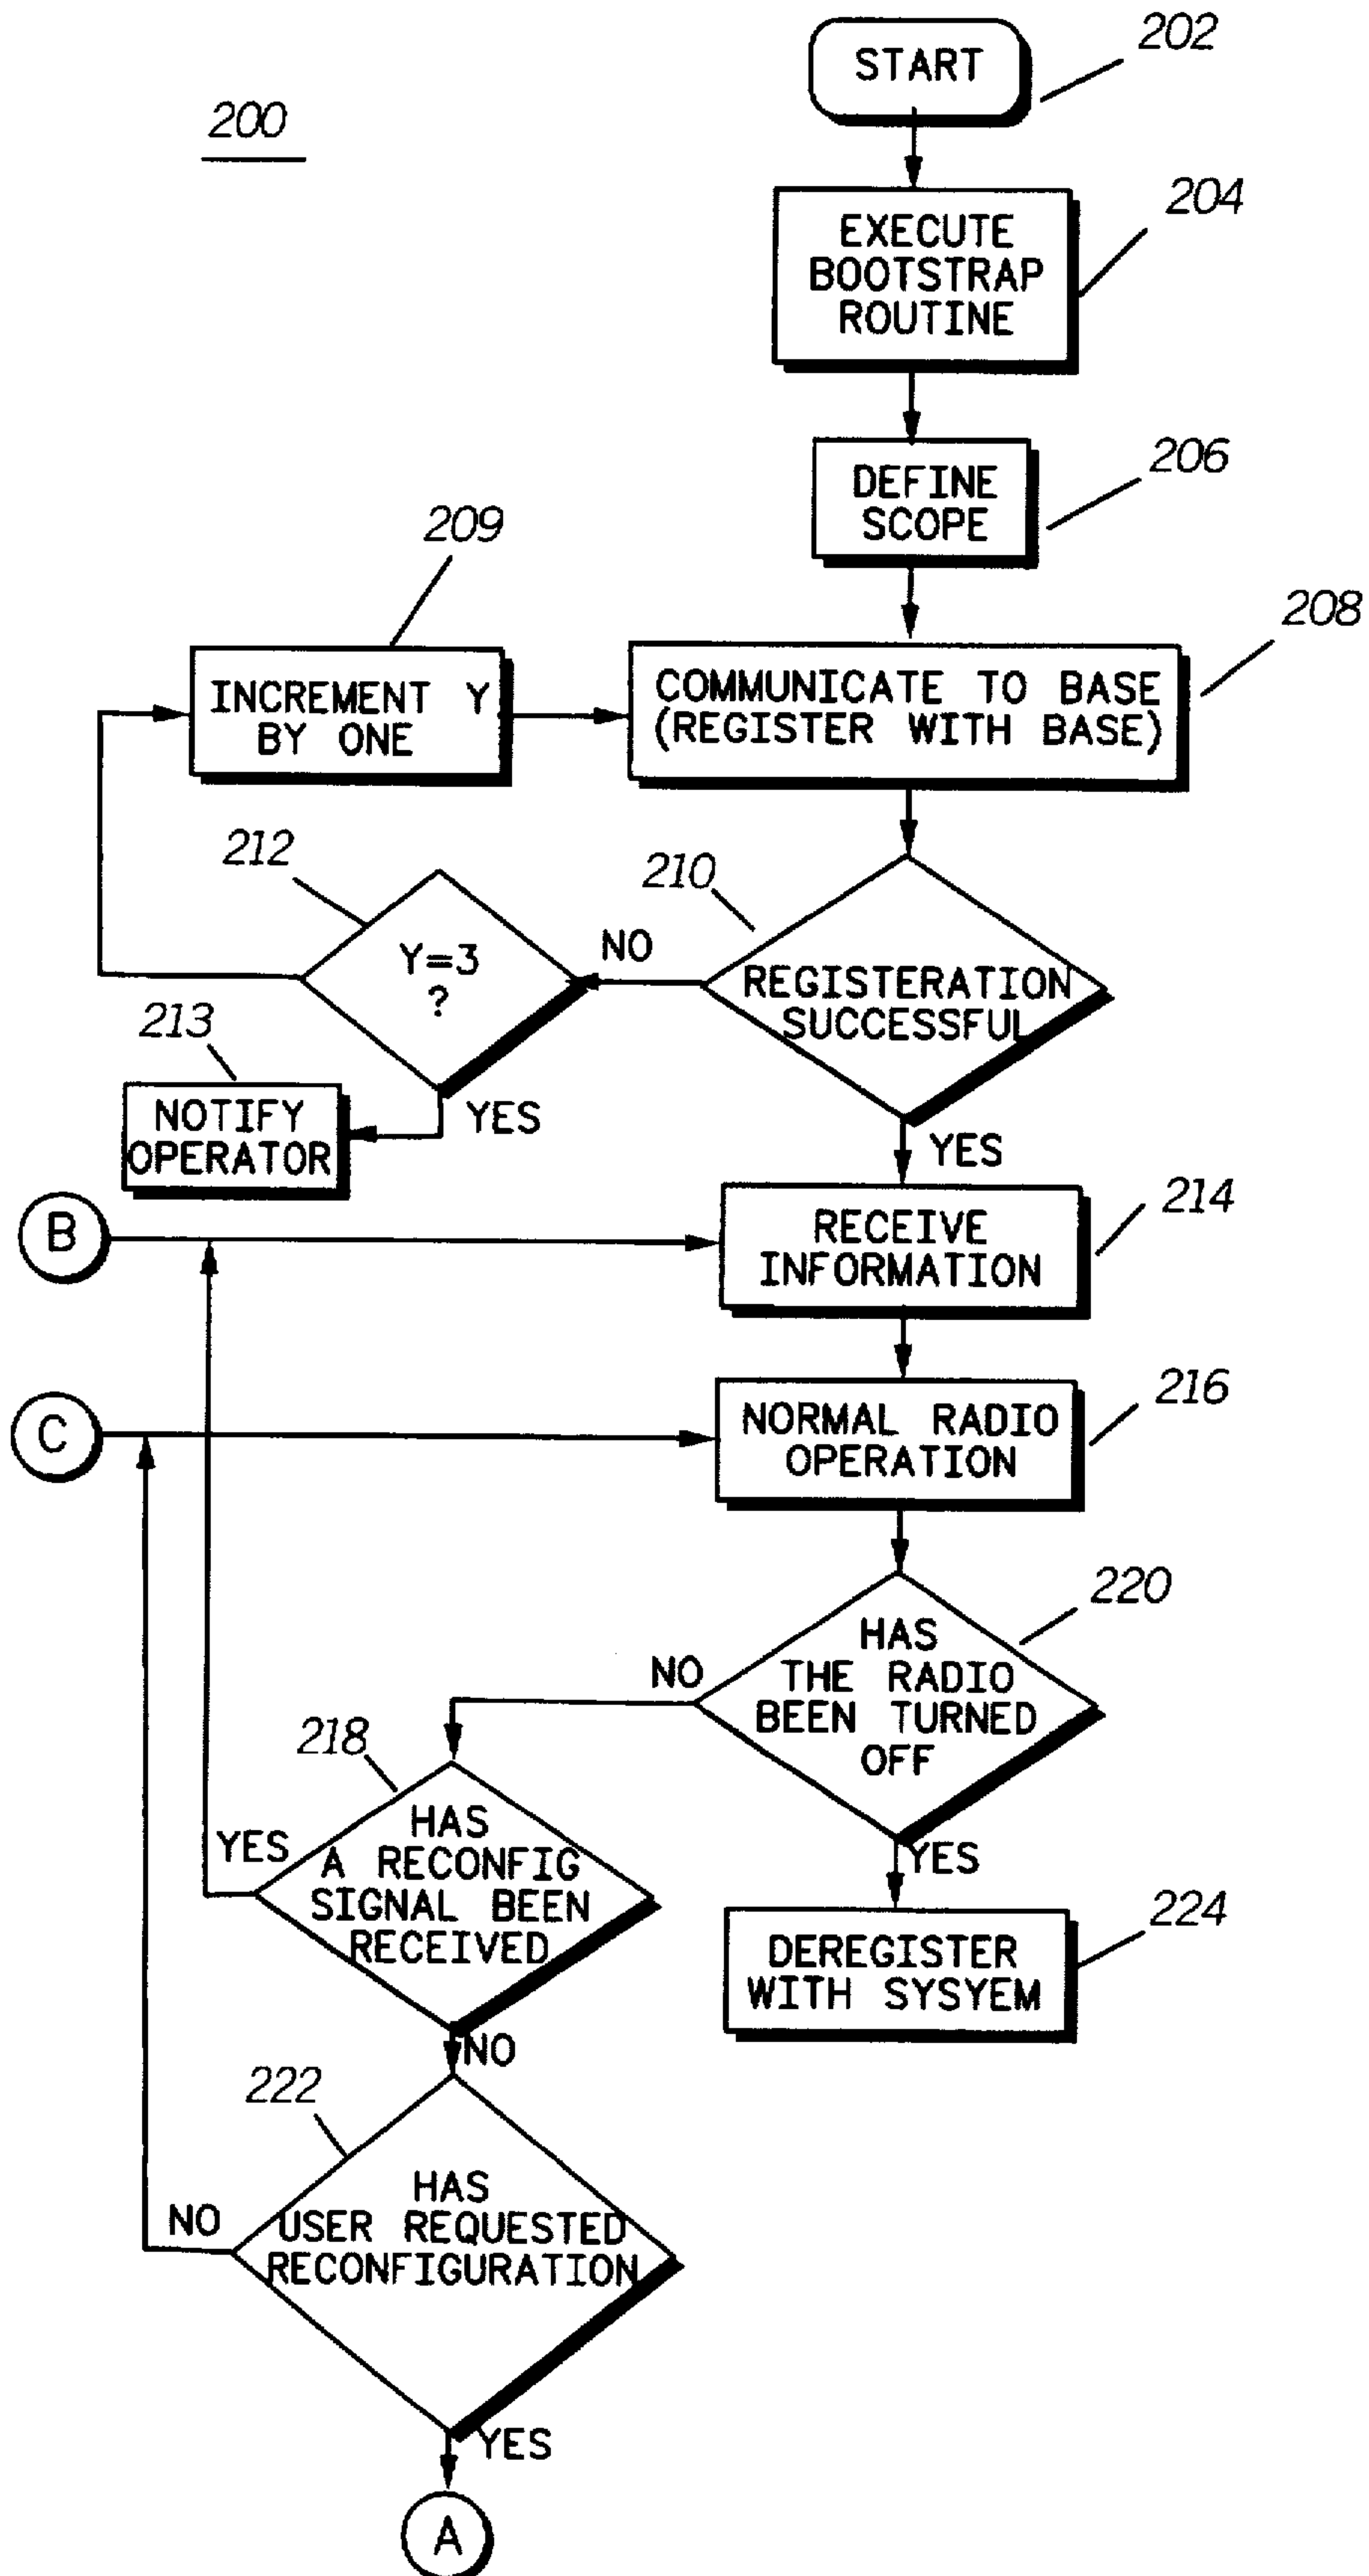 200
START
202
EXECUTE
BOOTSTRAP
ROUTINE
204
DEFINE
SCOPE
206
209
INCREMENT Y
BY ONE
COMMUNICATE TO BASE
(REGISTER WITH BASE)
208
212
Y=3
?
NO
210
REGISTERATION
SUCCESSFUL
213
NOTIFY
OPERATOR
YES
YES
B
RECEIVE
INFORMATION
214
C
NORMAL RADIO
OPERATION
216
220
HAS
THE RADIO
BEEN TURNED
OFF
NO
218
HAS
A RECONFIG
SIGNAL BEEN
RECEIVED
YES
YES
DEREGISTER
WITH SYSYEM
224
NO
222
HAS
USER REQUESTED
RECONFIGURATION
NO
YES
A